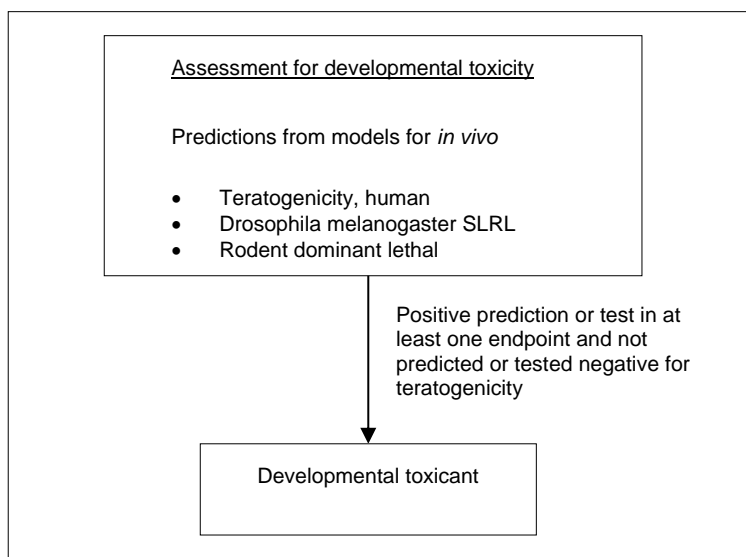 Assessment for developmental toxicity
Predictions from models for in vivo
• Teratogenicity, human
• Drosophila melanogaster SLRL
• Rodent dominant lethal
Positive prediction or test in at
least one endpoint and not
predicted or tested negative for
teratogenicity
Developmental toxicant